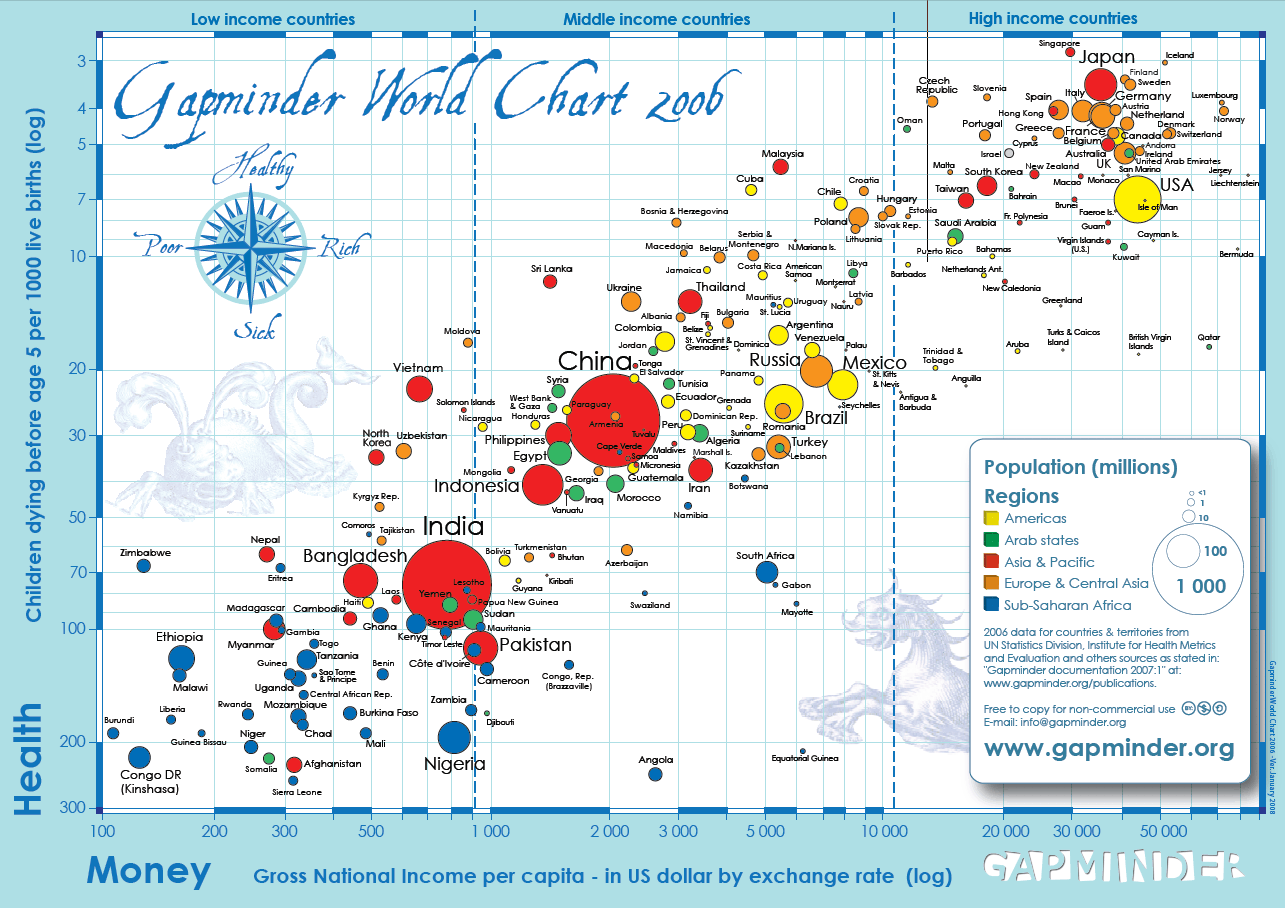 Low income countries
Middle income countries
High income countries
Gapminder World Chart 2006
Healthy
Poor
Rich
Sick
Health
Children dying before age 5 per 1000 live births (log)
3
4
5
7
10
20
30
50
70
100
200
300
Singapore
Japan
Iceland
Finland
Sweden
Czech
Republic
Slovenia
Italy
Spain
Germany
Luxembourg
Hong Kong
Austria
Netherland
Norway
Oman
Portugal
Greece
France
Canada
Denmark
Switzerland
Cyprus
Belgium
Andorra
Ireland
Israel
Australia
UK
United Arab Emirates
Malaysia
Malta
New Zealand
San Marino
Jersey
South Korea
Macao
Monaco
Liechtenstein
Cuba
Croatia
Taiwan
Bahrain
USA
Chile
Hungary
Brunei
Isle of Man
Bosnia & Herzegovina
Poland
Slovak Rep.
Estonia
Fr. Polynesia
Faeroe Is.
Saudi Arabia
Guam
Lithuania
Serbia &
Montenegro
N.Mariana Is.
Puerto Rico
Virgin Islands
(U.S.)
Cayman Is.
Macedonia
Belarus
Bahamas
Kuwait
Bermuda
Sri Lanka
Jamaica
Costa Rica
American
Samoa
Libya
Barbados
Netherlands Ant.
Montserrat
New Caledonia
Ukraine
Thailand
Mauritius
Uruguay
Latvia
Nauru
Greenland
Albania
Fiji
Bulgaria
St. Lucia
Moldova
Colombia
Belize
St. Vincent &
Grenadines
Argentina
Venezuela
Turks & Caicos
Island
British Virgin
Islands
Qatar
Jordan
Dominica
Palau
Aruba
China
Tonga
El Salvador
Russia
Mexico
Trinidad &
Tobago
Vietnam
Syria
Tunisia
Panama
St. Kitts
& Nevis
Anguilla
Solomon Islands
West Bank
& Gaza
Paraguay
Ecuador
Grenada
Seychelles
Antigua &
Barbuda
Nicaragua
Honduras
Armenia
Peru
Dominican Rep.
Brazil
North
Korea
Uzbekistan
Philippines
Tuvalu
Suriname
Romania
Algeria
Turkey
Egypt
Cape Verde
Samoa
Maldives
Marshall Is.
Lebanon
Mongolia
Micronesia
Kazakhstan
Indonesia
Georgia
Guatemala
Iran
Botswana
Kyrgyz Rep.
Vanuatu
Iraq
Morocco
Namibia
Comoros
Tajikistan
India
Zimbabwe
Nepal
Bangladesh
Bolivia
Turkmenistan
Bhutan
Azerbaijan
South Africa
Eritrea
Lesotho
Guyana
Kiribati
Gabon
Haiti
Laos
Yemen
Papua New Guinea
Swaziland
Mayotte
Madagascar
Cambodia
Ghana
Senegal
Sudan
Mauritania
Ethiopia
Myanmar
Gambia
Togo
Kenya
Timor Leste
Pakistan
Tanzania
Guinea
Sao Tome
& Principe
Benin
Côte d'Ivoire
Cameroon
Congo, Rep.
(Brazzaville)
Malawi
Uganda
Central African Rep.
Burundi
Liberia
Rwanda
Mozambique
Burkina Faso
Zambia
Djibouti
Guinea Bissau
Niger
Chad
Mali
Nigeria
Congo DR
(Kinshasa)
Somalia
Afghanistan
Sierra Leone
Angola
Equatorial Guinea
Population (millions)
Regions
Americas
Arab states
Asia & Pacific
Europe & Central Asia
Sub-Saharan Africa
<1
1
10
100
1 000
2006 data for countries & territories from
UN Statistics Division, Institute for Health Metrics
and Evaluation and others sources as stated in:
"Gapminder documentation 2007:1" at:
www.gapminder.org/publications.
Free to copy for non-commercial use
E-mail: info@gapminder.org
www.gapminder.org
Gapminder World Chart 2006 - Ver. January 2008
100
200
300
500
1 000
2 000
3 000
5 000
10 000
20 000
30 000
50 000
Money
Gross National Income per capita - in US dollar by exchange rate (log)
GAPMINDER